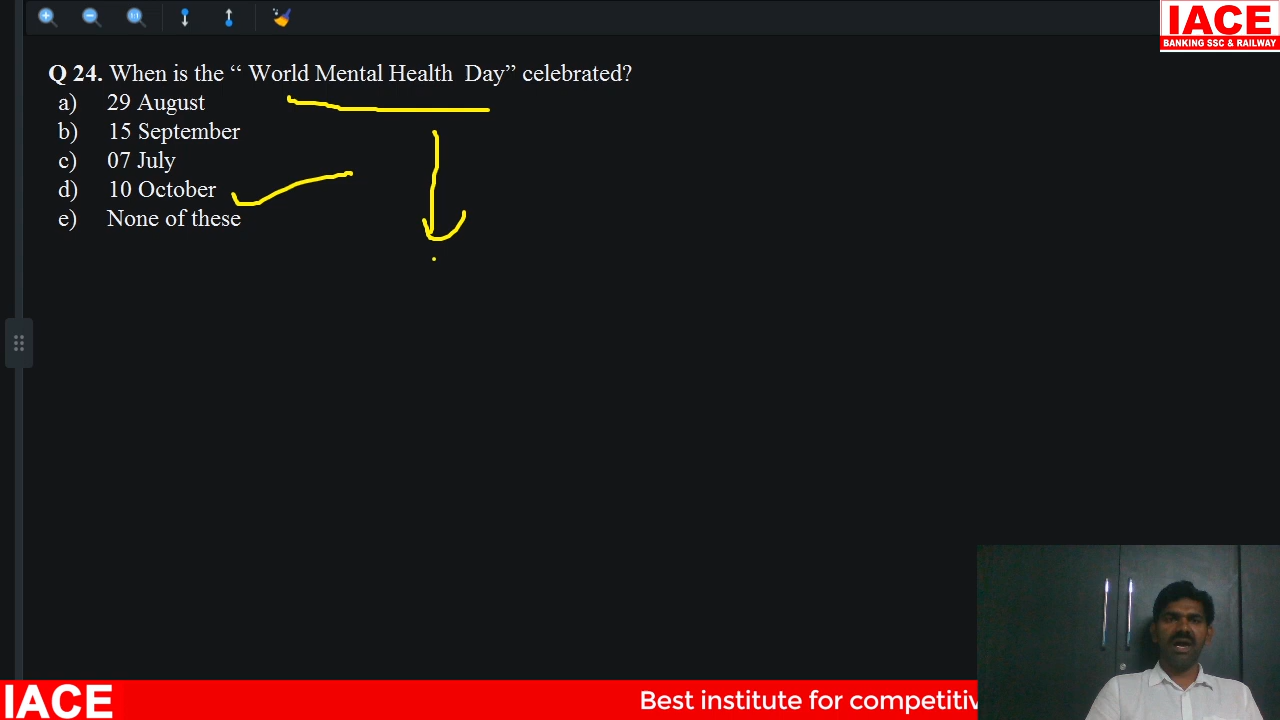 IACE
BANKING SSC & RAILWAY
Q 24. When is the “ World Mental Health Day” celebrated?
a) 29 August
b) 15 September
c) 07 July
d) 10 October
e) None of these
IACE
Best institute for competitiv